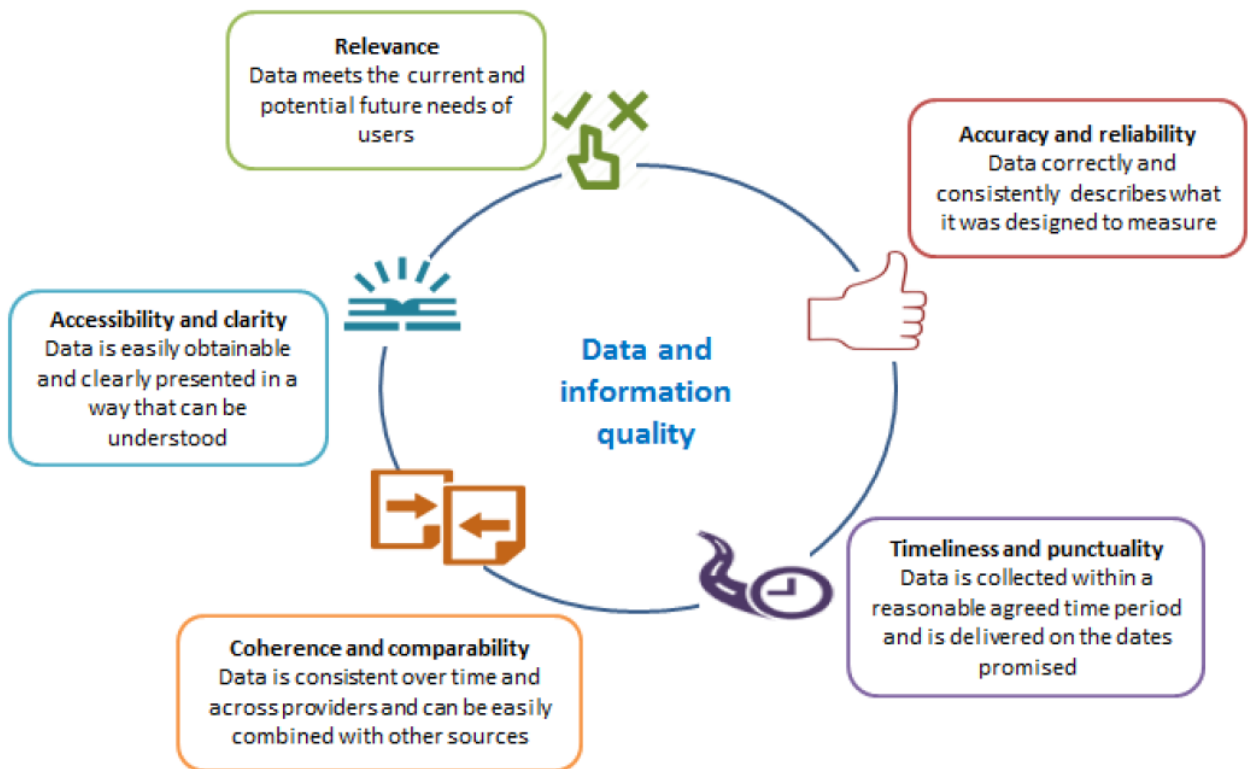 Relevance
Data meets the current and
potential future needs of
users
Accuracy and reliability
Data correctly and
consistently describes what
it was designed to measure
Accessibility and clarity
Data is easily obtainable
and clearly presented in a
way that can be
understood
Data and
information
quality
Timeliness and punctuality
Data is collected within a
reasonable agreed time period
and is delivered on the dates
promised
Coherence and comparability
Data is consistent over time and
across providers and can be easily
combined with other sources